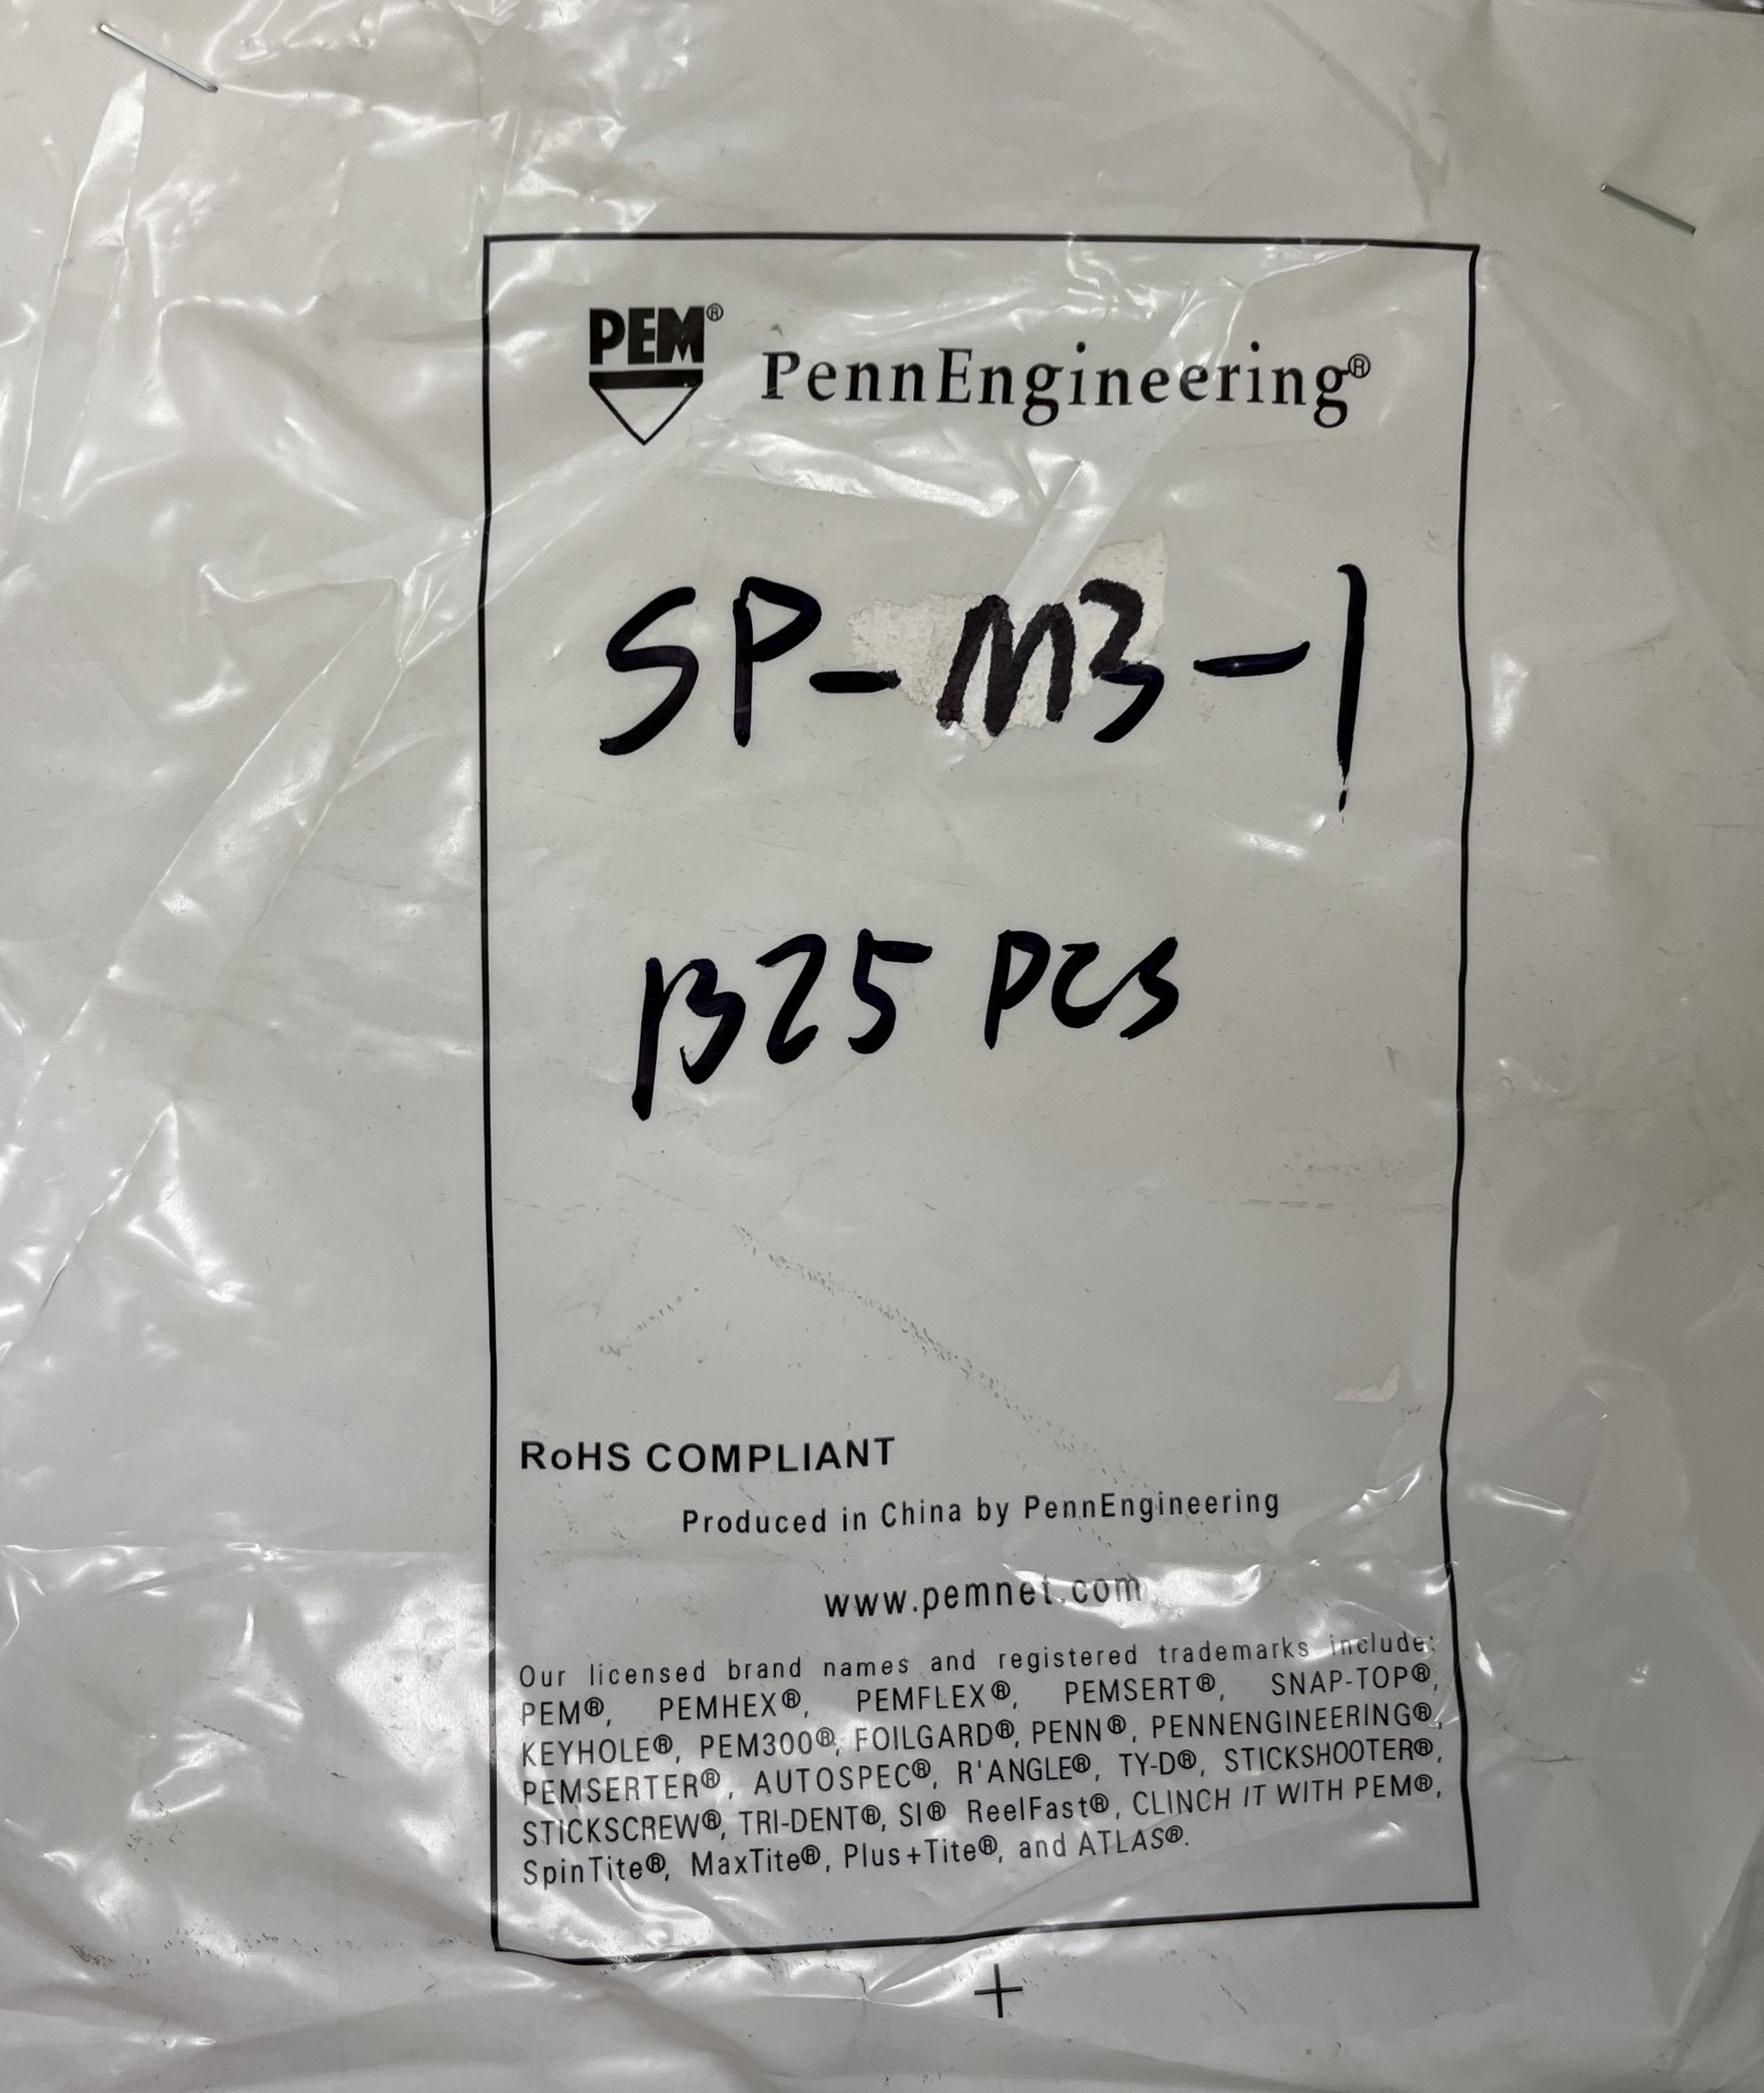 PEM®
PennEngineering®
SP-M3-1
1325 PCS
RoHS COMPLIANT
Produced in China by PennEngineering
www.pemnet.com
Our licensed brand names and registered trademarks include:
PEM®, PEMHEX®, PEMFLEX®, PEMSERT®, SNAP-TOP®,
KEYHOLE®, PEM300®, FOILGARD®, PENN®, PENNENGINEERING®,
PEMSERTER®, AUTOSPEC®, R'ANGLE®, TY-D®, STICKSHOOTER®,
STICKSCREW®, TRI-DENT®, SI® ReelFast®, CLINCH IT WITH PEM®,
SpinTite®, MaxTite®, Plus+Tite®, and ATLAS®.